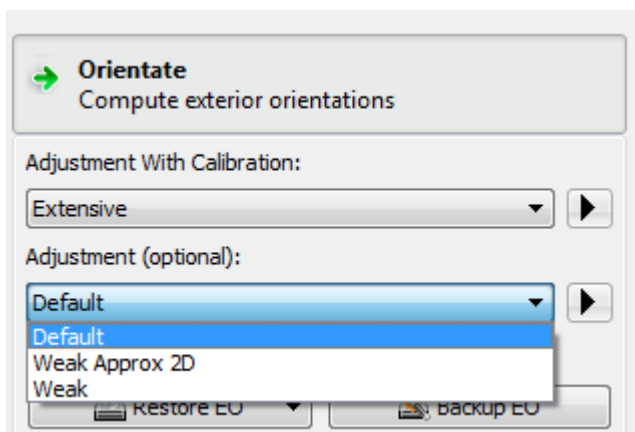 Orientate
Compute exterior orientations
Adjustment With Calibration:
Extensive
Adjustment (optional):
Default
Default
Weak Approx 2D
Weak
Restore EO
Backup EO